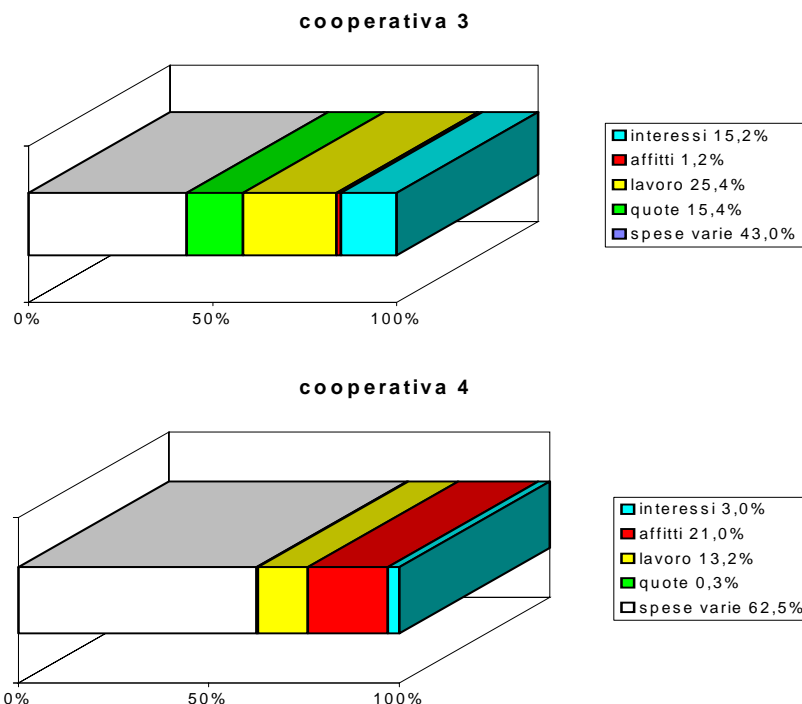 cooperativa 3
interessi 15,2%
affitti 1,2%
lavoro 25,4%
quote 15,4%
spese varie 43,0%
0% 50% 100%
cooperativa 4
interessi 3,0%
affitti 21,0%
lavoro 13,2%
quote 0,3%
spese varie 62,5%
0% 50% 100%